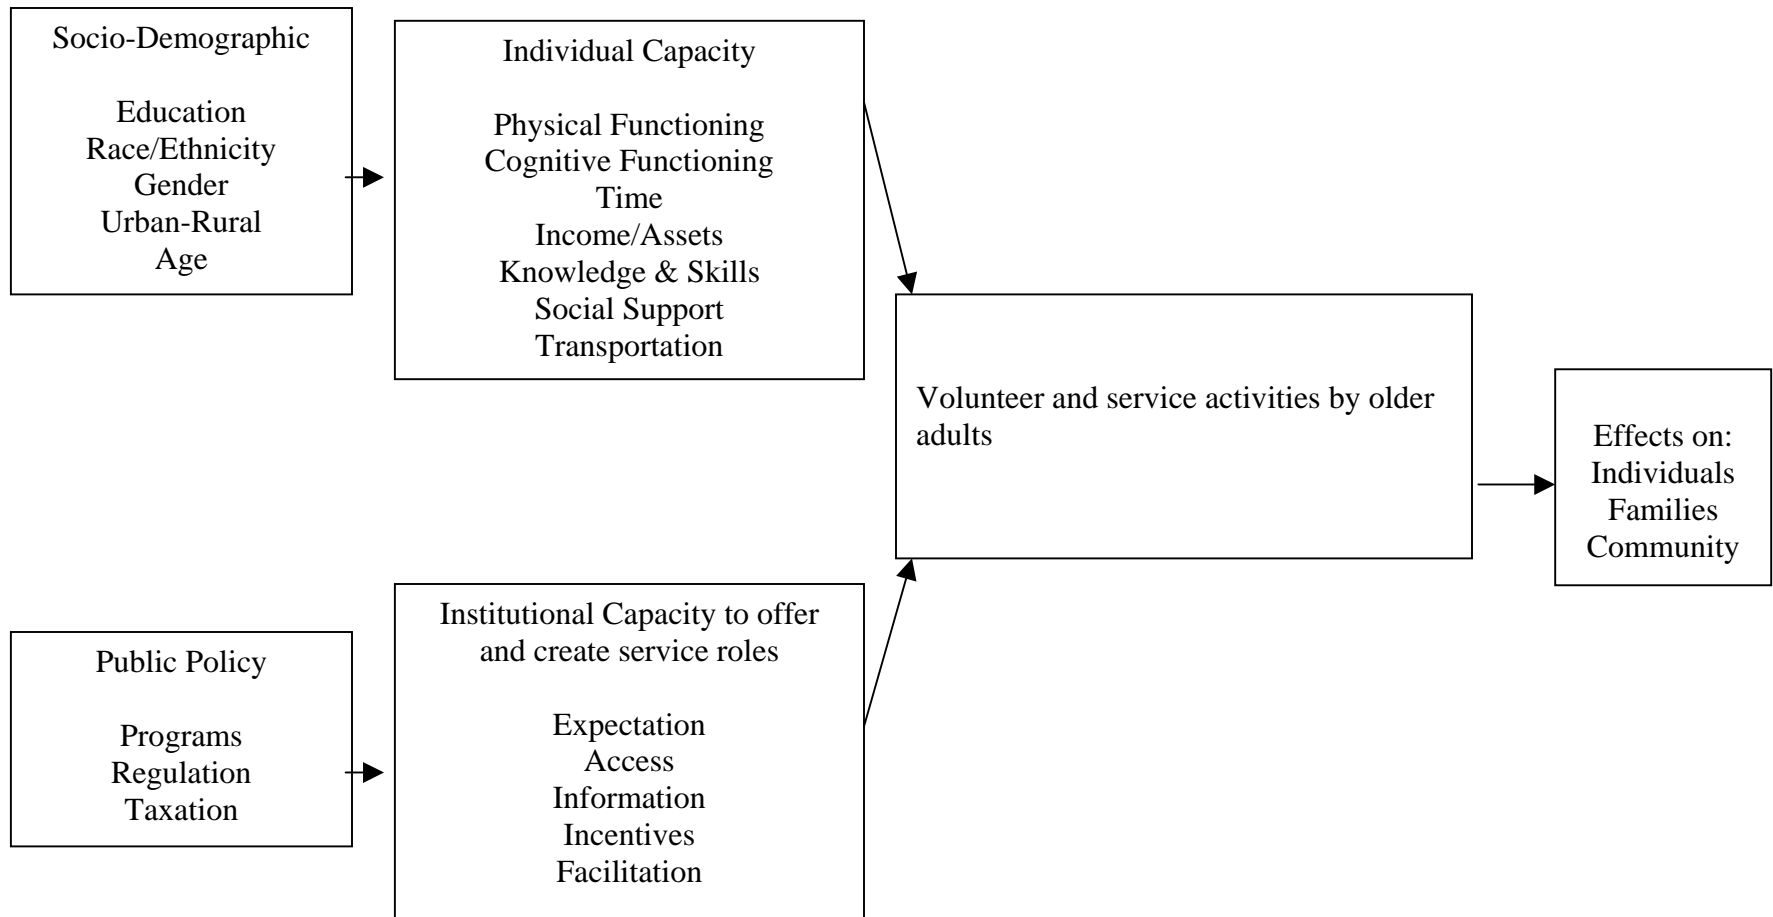 Socio-Demographic
Education
Race/Ethnicity
Gender
Urban-Rural
Age
Individual Capacity
Physical Functioning
Cognitive Functioning
Time
Income/Assets
Knowledge & Skills
Social Support
Transportation
Public Policy
Programs
Regulation
Taxation
Institutional Capacity to offer
and create service roles
Expectation
Access
Information
Incentives
Facilitation
Volunteer and service activities by older
adults
Effects on:
Individuals
Families
Community